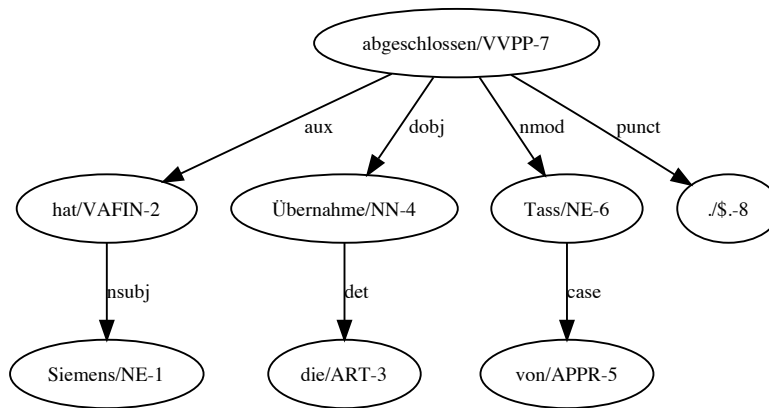 abgeschlossen/VVPP-7
aux dobj nmod punct
hat/VAFIN-2 Übernahme/NN-4 Tass/NE-6 ./$.-8
nsubj det case
Siemens/NE-1 die/ART-3 von/APPR-5